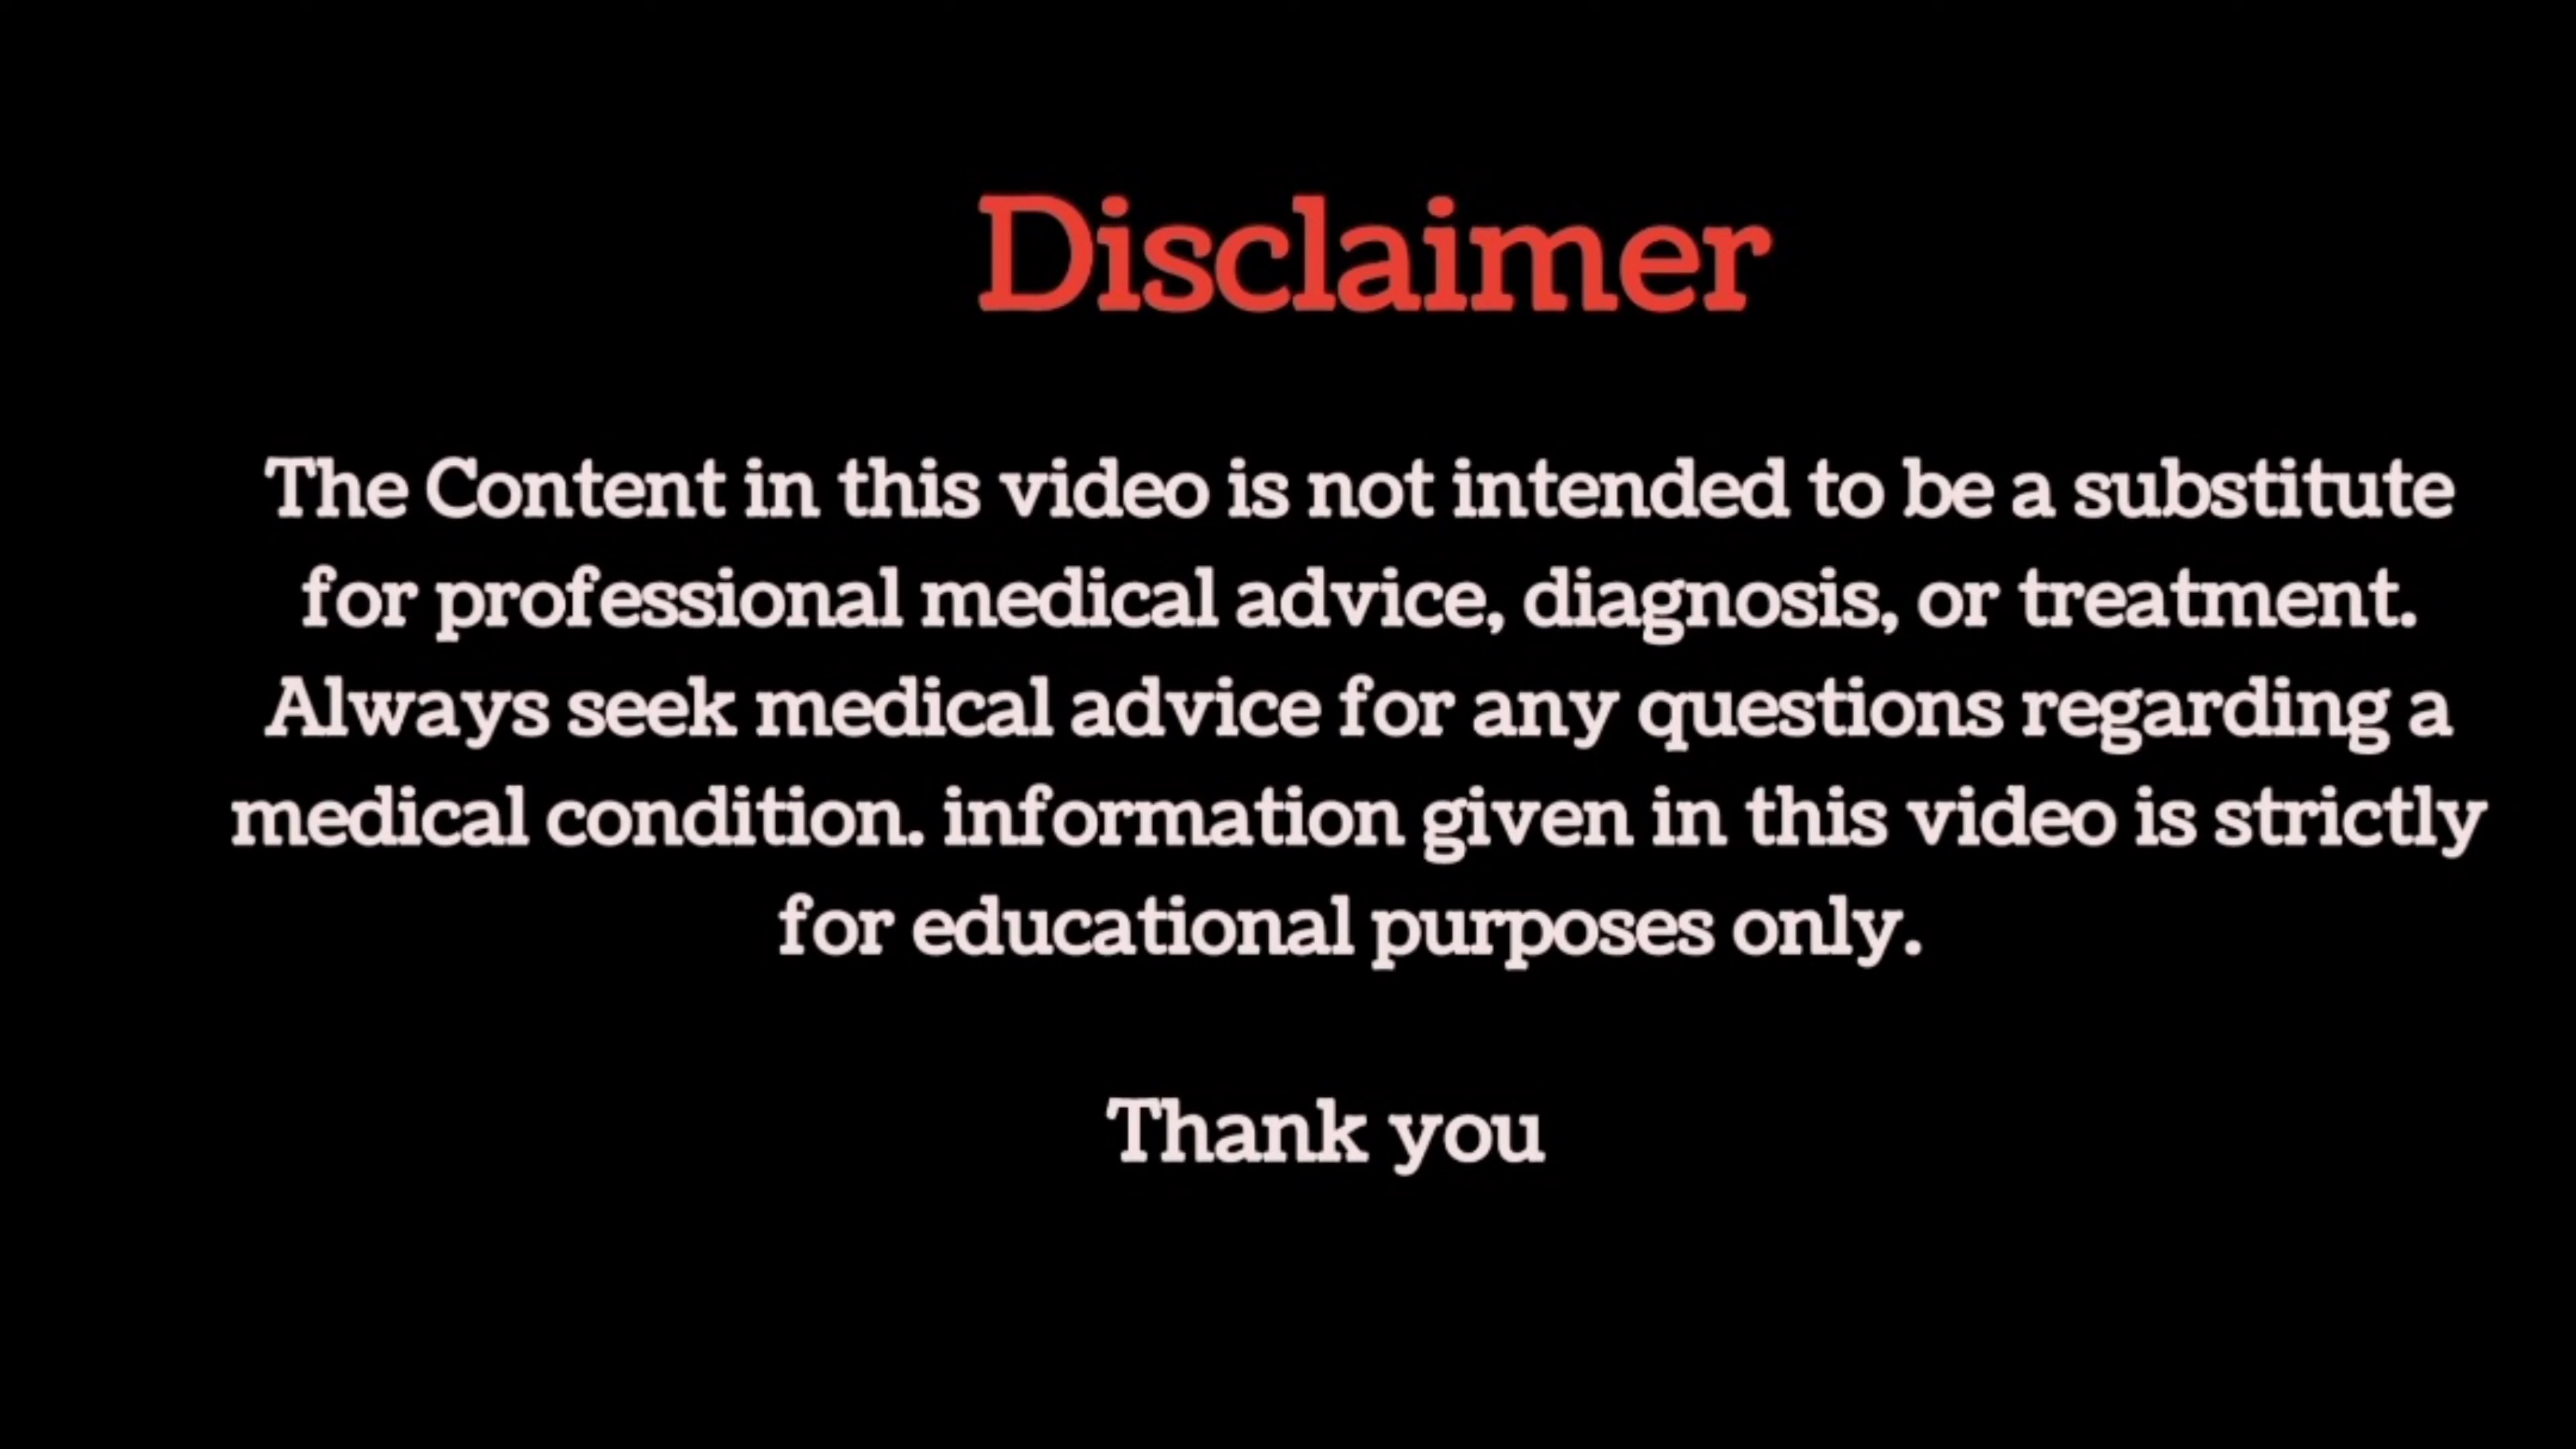 Disclaimer
The Content in this video is not intended to be a substitute
for professional medical advice, diagnosis, or treatment.
Always seek medical advice for any questions regarding a
medical condition. information given in this video is strictly
for educational purposes only.
Thank you